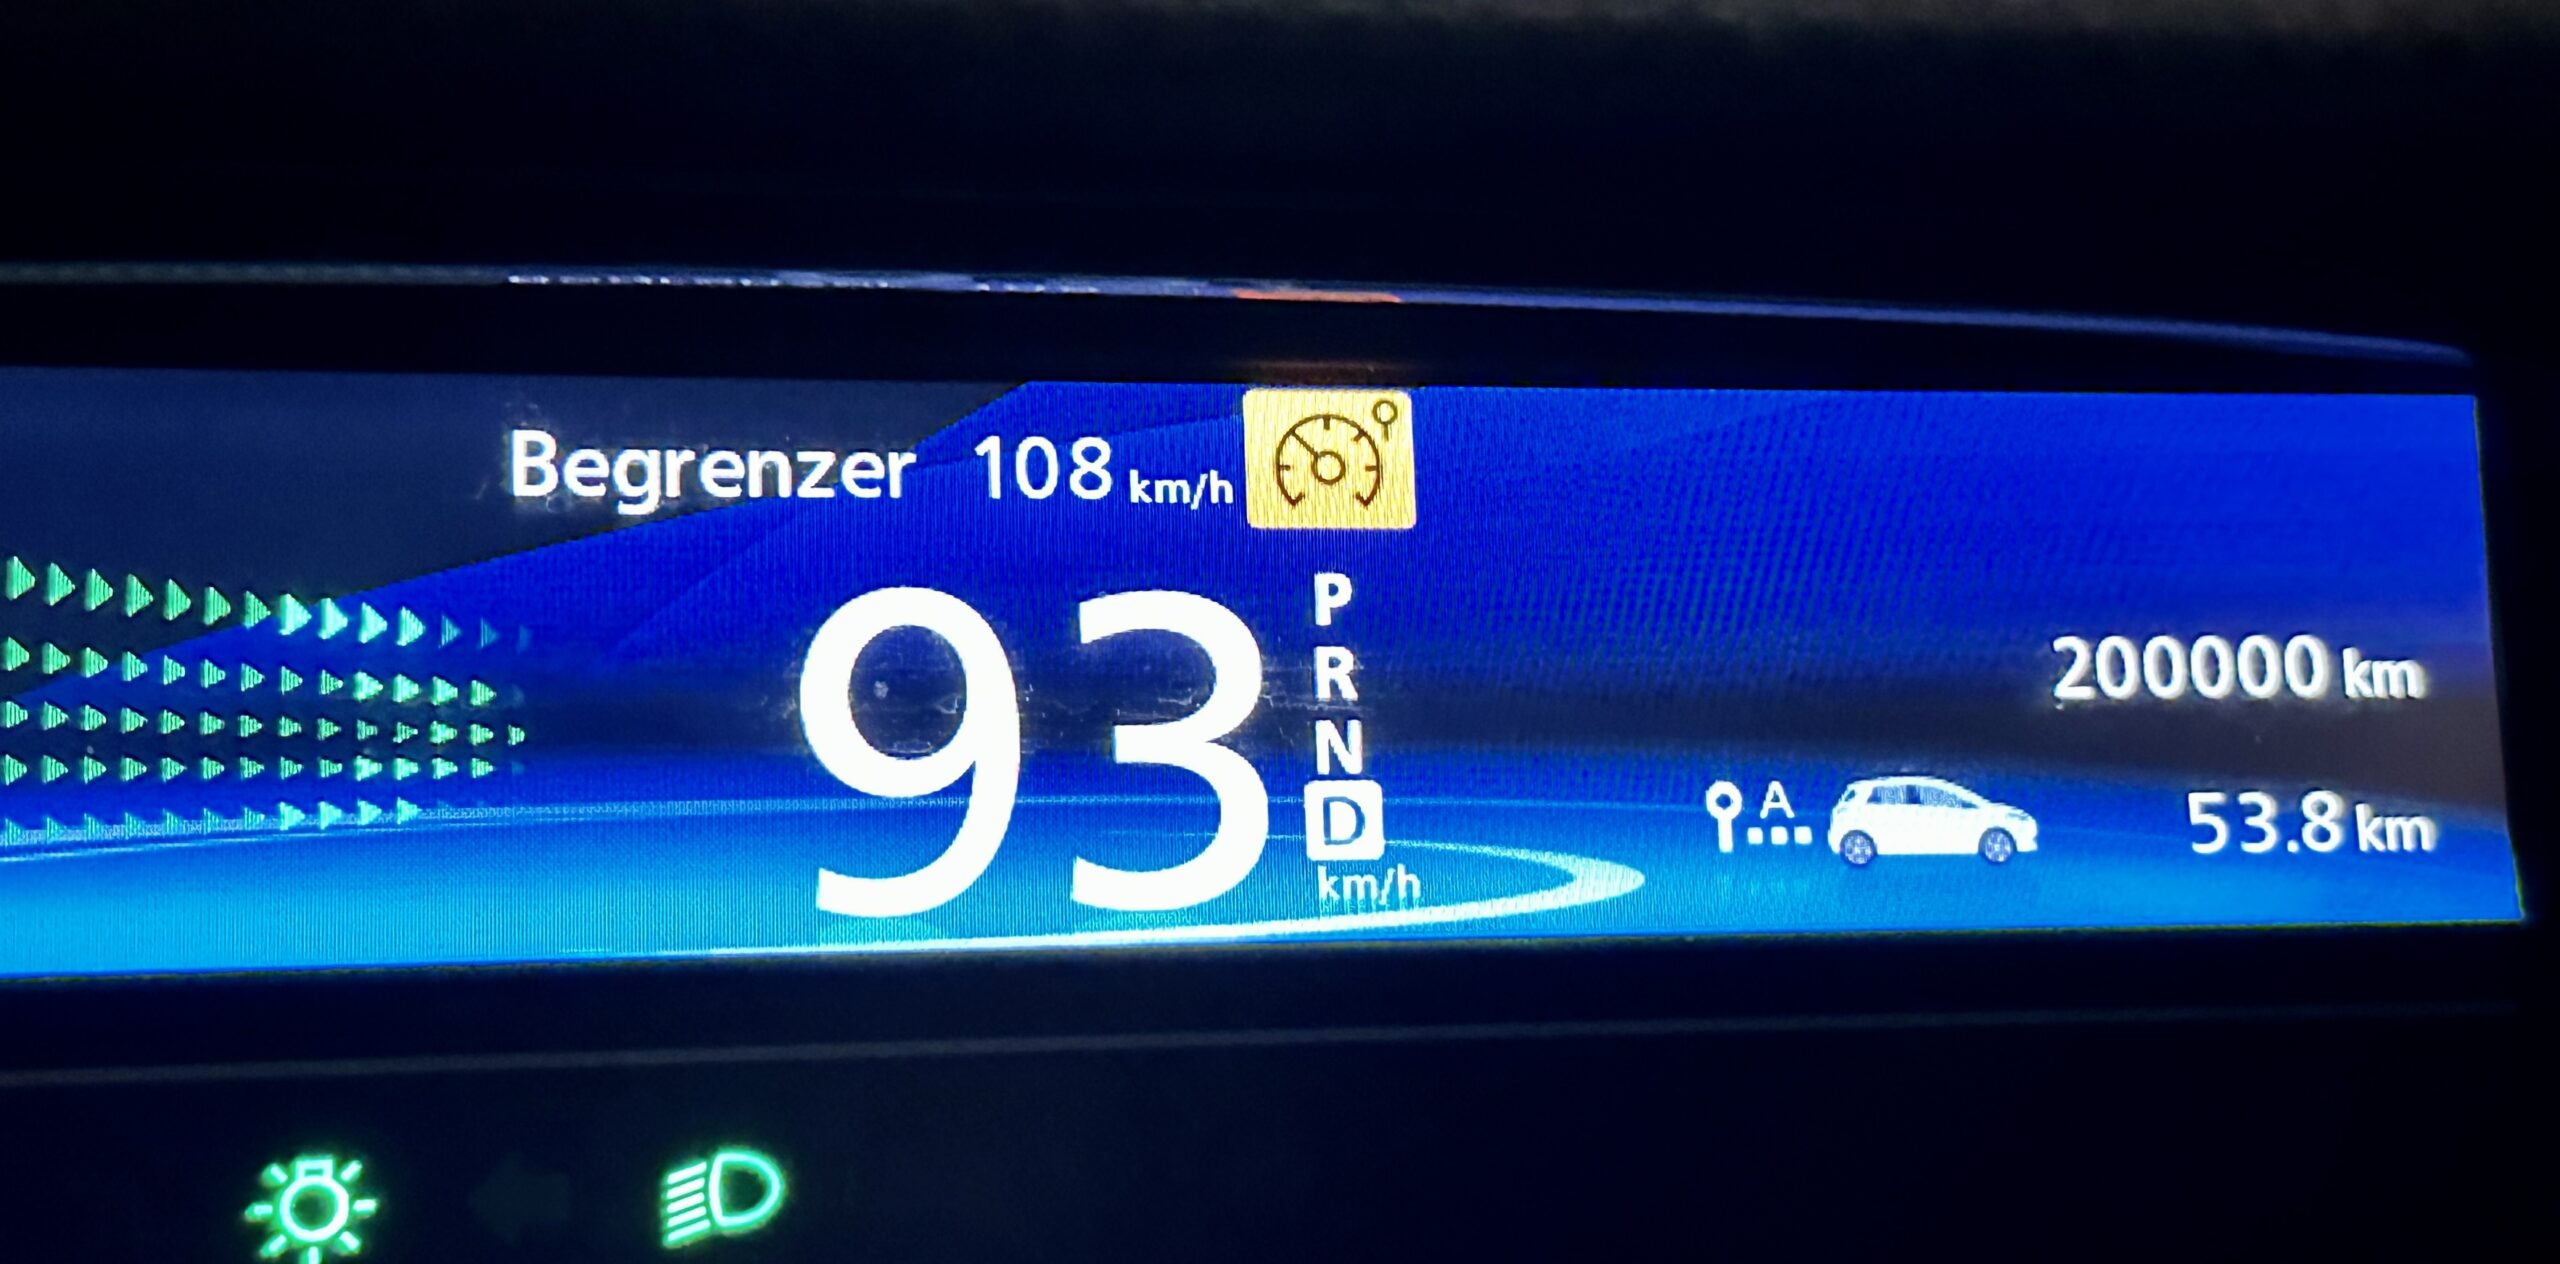 Begrenzer 108 km/h
93
P
R
N
D
km/h
200000 km
A
53.8 km